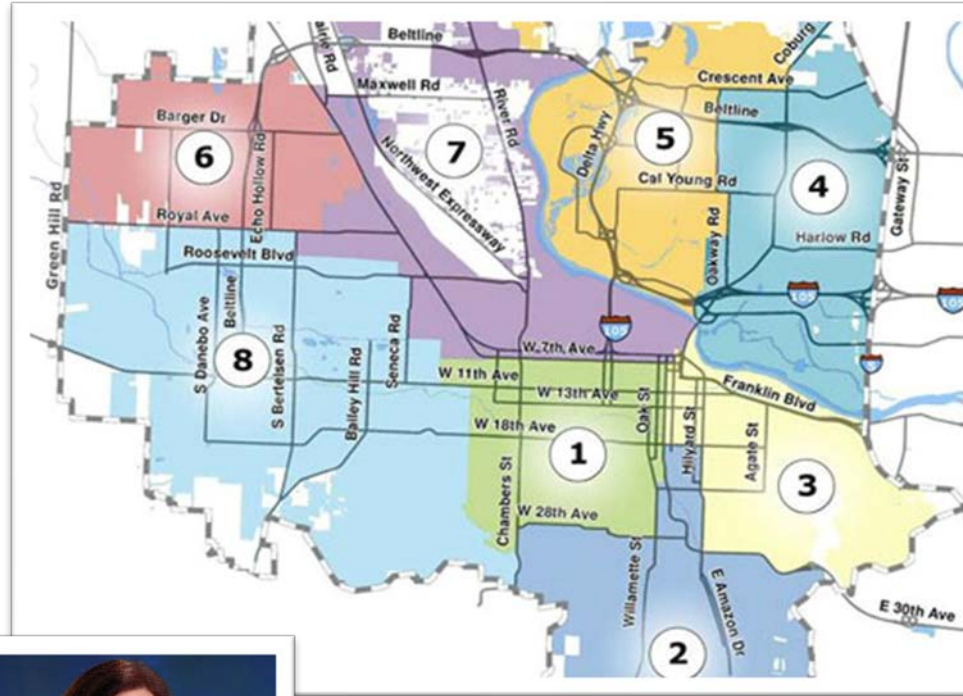 Beltline
Coburg
Crescent Ave
Maxwell Rd
River Rd
Delta Hwy
5
Beltline
Barger Dr
6
7
Northwest Expressway
Echo Hollow Rd
Cal Young Rd
4
Gateway St
Green Hill Rd
Royal Ave
Oakway Rd
Harlow Rd
Roosevelt Blvd
105
105
105
S Danebo Ave
Beltline
8
S Bertelsen Rd
Bailey Hill Rd
Seneca Rd
W 7th Ave
W 11th Ave
W 13th Ave
Franklin Blvd
W 18th Ave
Oak St
Hilyard St
Agate St
1
3
Chambers St
W 28th Ave
Willamette St
E Amazon Dr
E 30th Ave
2